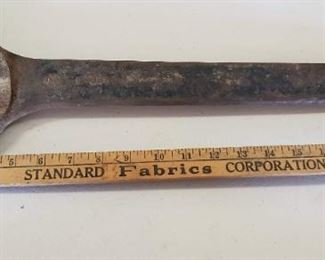 5 6 7 8 9 10 11 12 13 14 15
STANDARD Fabrics CORPORATION